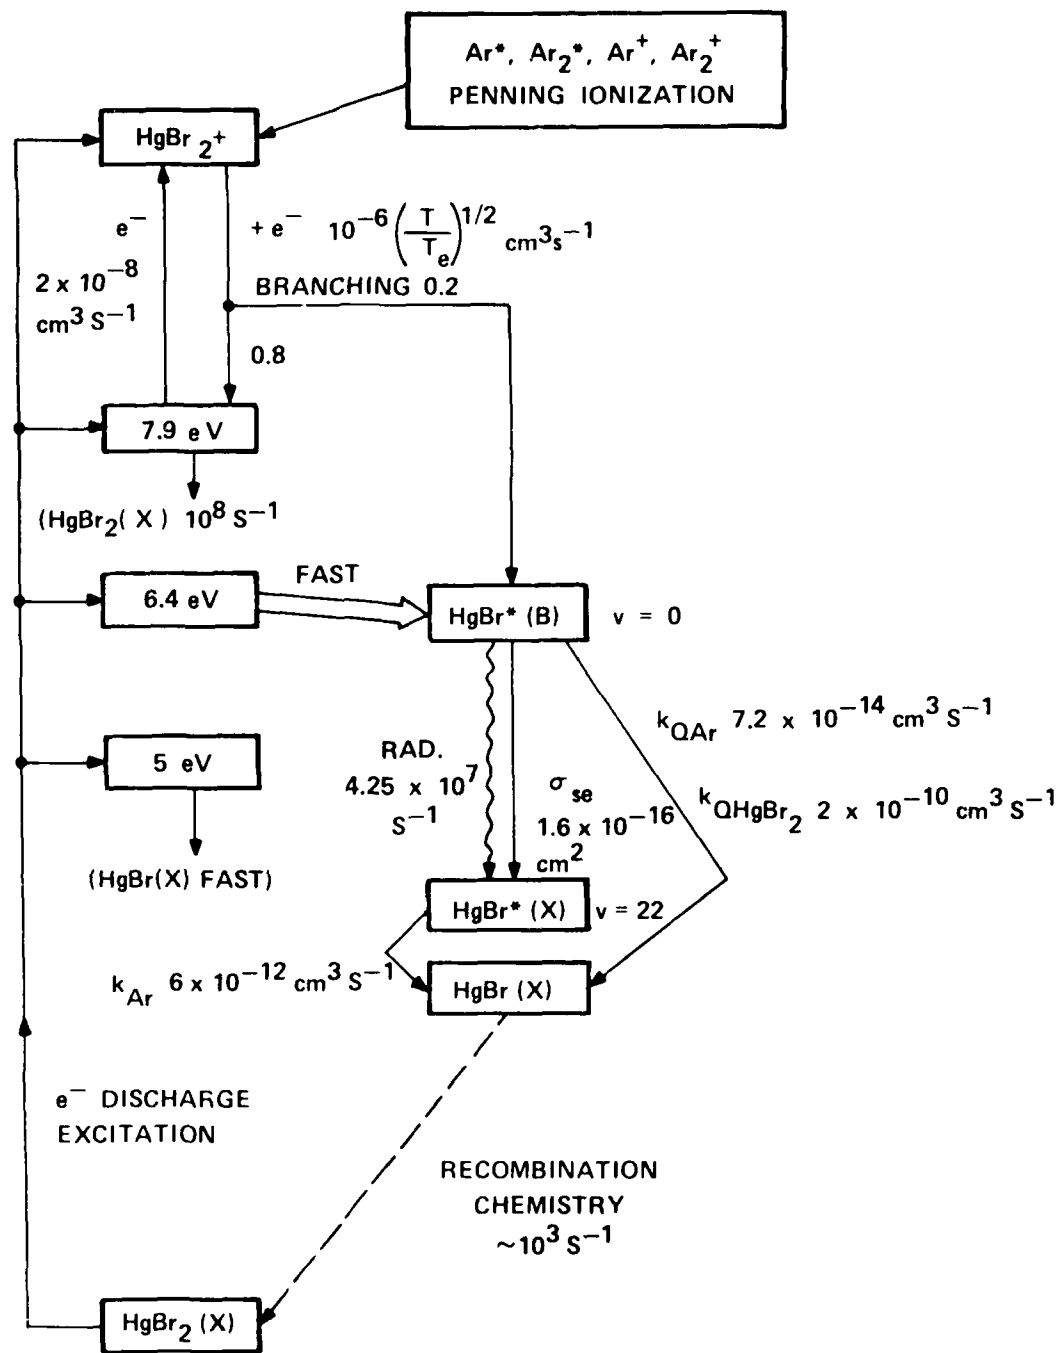 Ar*, Ar₂*, Ar⁺, Ar₂⁺
PENNING IONIZATION
HgBr₂+
e⁻
+ e⁻ 10⁻⁶ (T/Tₑ)^1/2 cm³s⁻¹
2 x 10⁻⁸
cm³ S⁻¹
BRANCHING 0.2
0.8
7.9 eV
(HgBr₂(X) 10⁸ S⁻¹
6.4 eV
FAST
HgBr* (B)
v = 0
5 eV
(HgBr(X) FAST)
RAD.
4.25 x 10⁷
S⁻¹
σ_se
1.6 x 10⁻¹⁶
cm²
k_QAr 7.2 x 10⁻¹⁴ cm³ S⁻¹
k_QHgBr₂ 2 x 10⁻¹⁰ cm³ S⁻¹
HgBr* (X)
v = 22
k_Ar 6 x 10⁻¹² cm³ S⁻¹
HgBr (X)
e⁻ DISCHARGE
EXCITATION
RECOMBINATION
CHEMISTRY
~10³ S⁻¹
HgBr₂ (X)